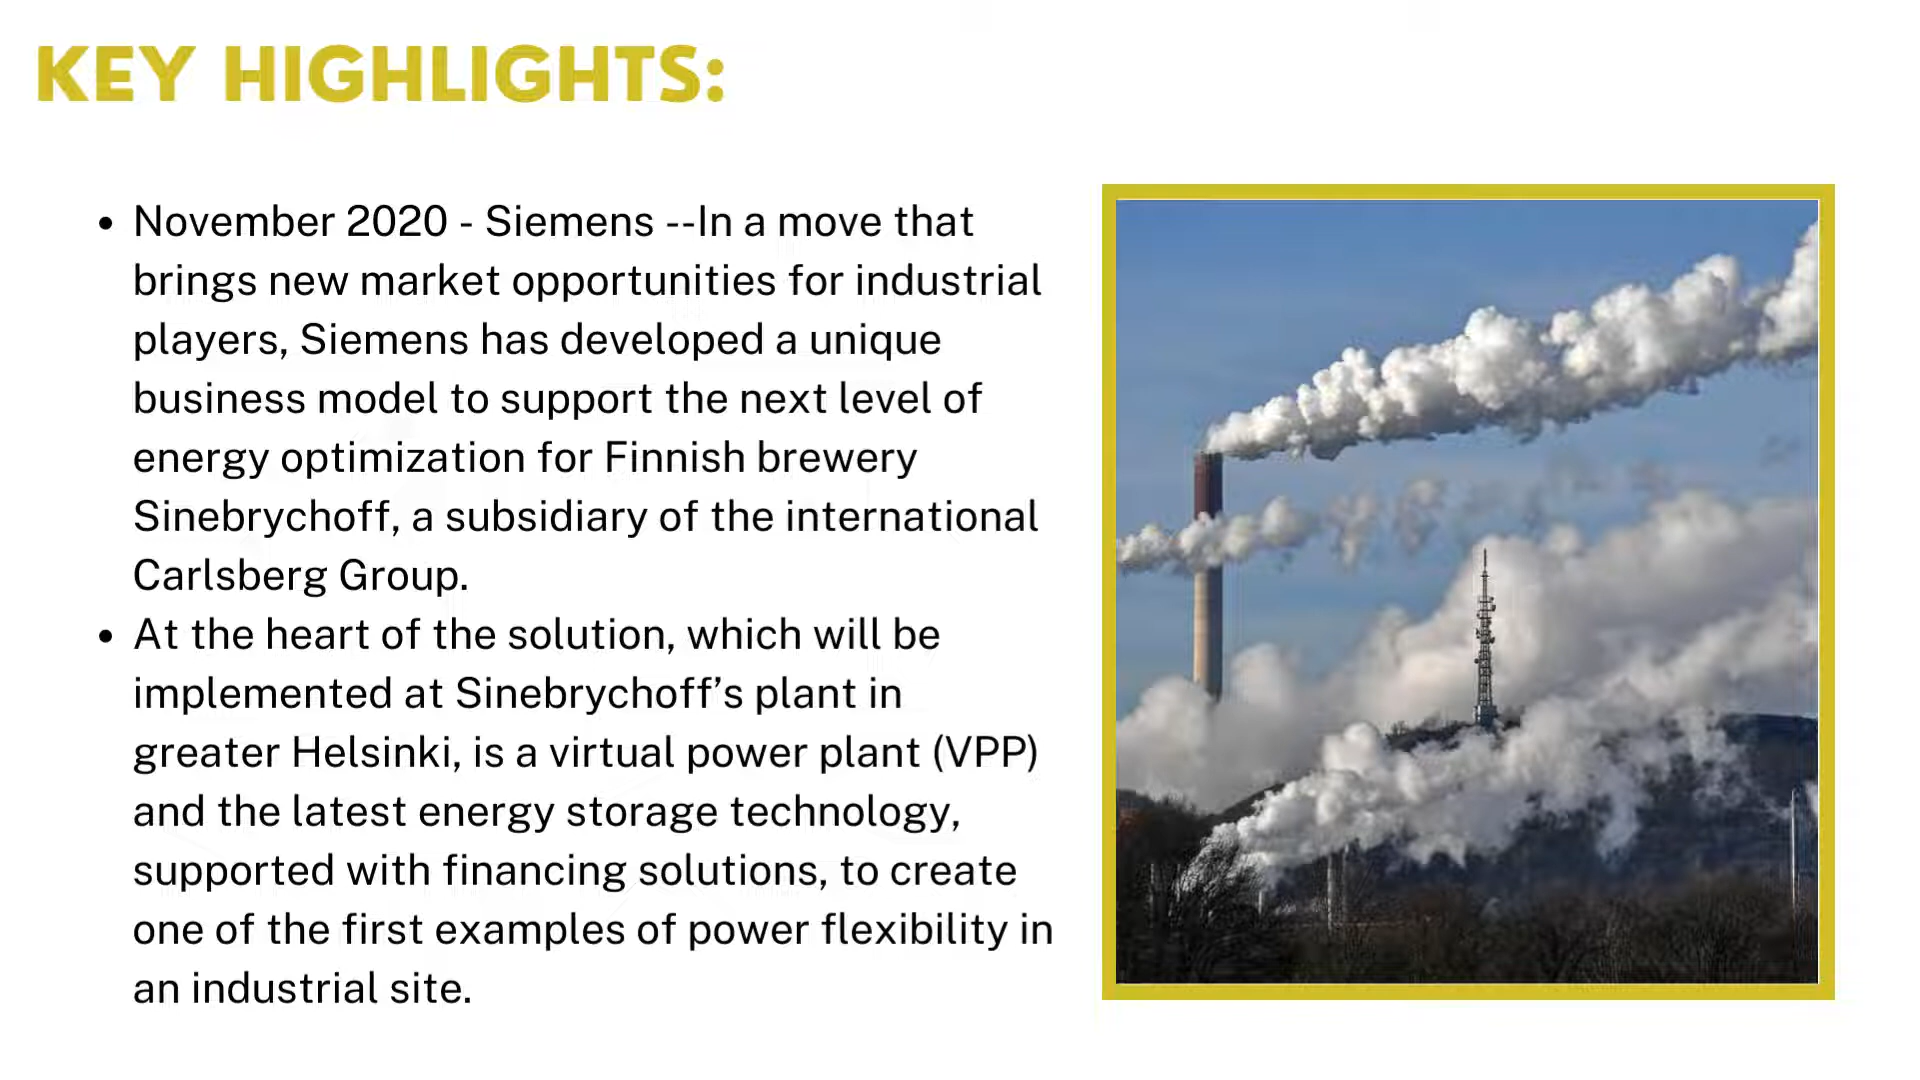 KEY HIGHLIGHTS:
• November 2020 - Siemens --In a move that
brings new market opportunities for industrial
players, Siemens has developed a unique
business model to support the next level of
energy optimization for Finnish brewery
Sinebrychoff, a subsidiary of the international
Carlsberg Group.
• At the heart of the solution, which will be
implemented at Sinebrychoff’s plant in
greater Helsinki, is a virtual power plant (VPP)
and the latest energy storage technology,
supported with financing solutions, to create
one of the first examples of power flexibility in
an industrial site.